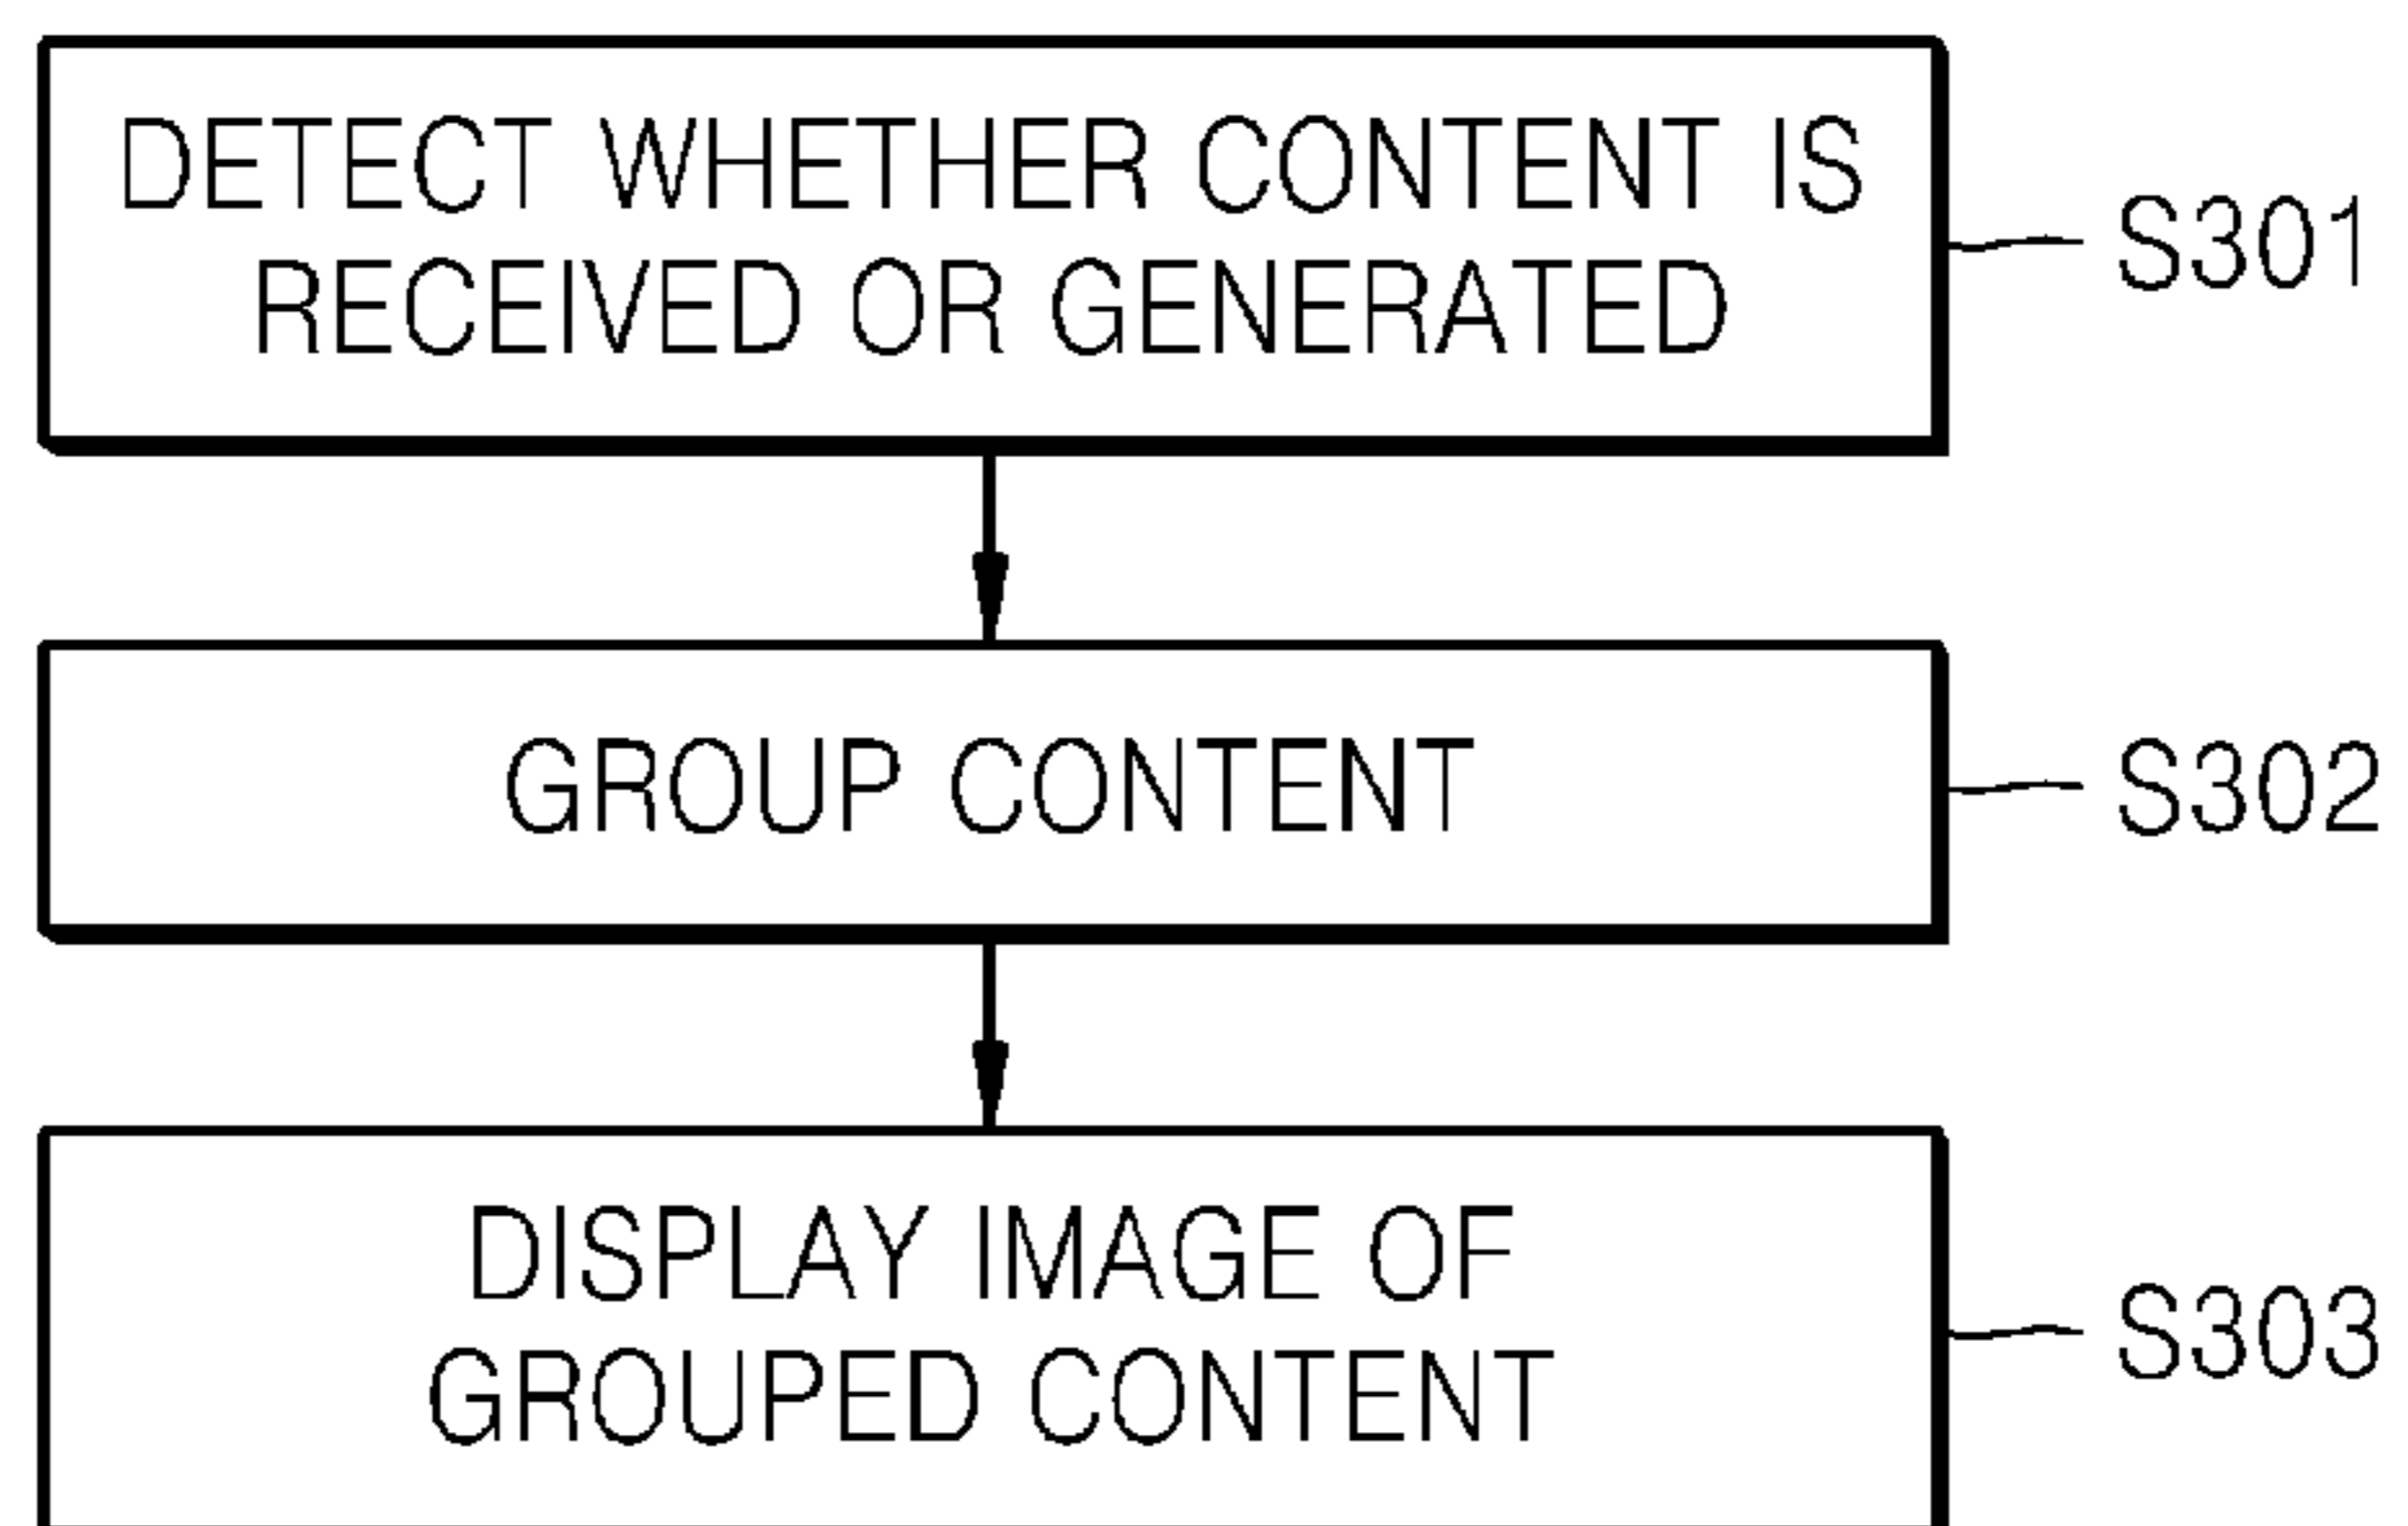 DETECT WHETHER CONTENT IS
RECEIVED OR GENERATED
S301
GROUP CONTENT
S302
DISPLAY IMAGE OF
GROUPED CONTENT
S303